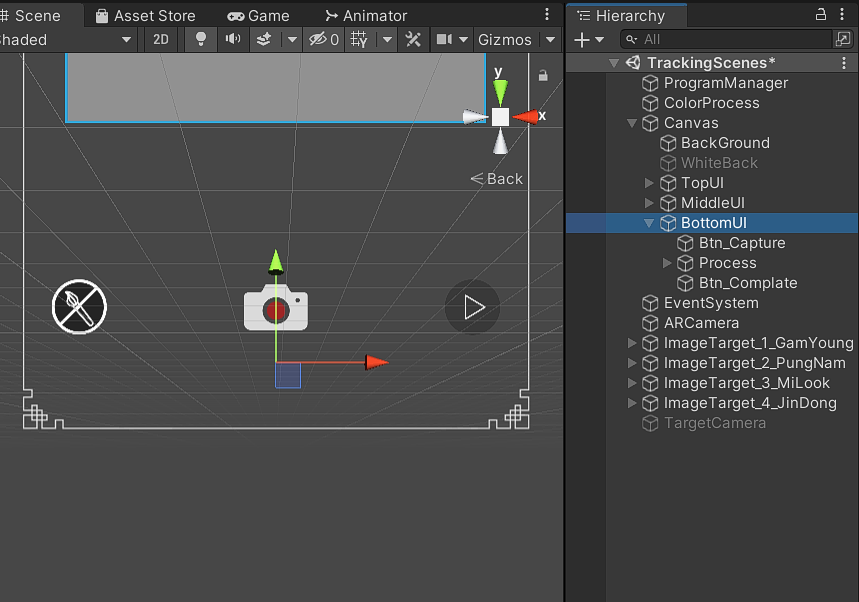 Scene Asset Store Game Animator
haded 2D 0 Gizmos
y
x
Back
Hierarchy
All
TrackingScenes*
ProgramManager
ColorProcess
Canvas
BackGround
WhiteBack
TopUI
MiddleUI
BottomUI
Btn_Capture
Process
Btn_Complate
EventSystem
ARCamera
ImageTarget_1_GamYoung
ImageTarget_2_PungNam
ImageTarget_3_MiLook
ImageTarget_4_JinDong
TargetCamera